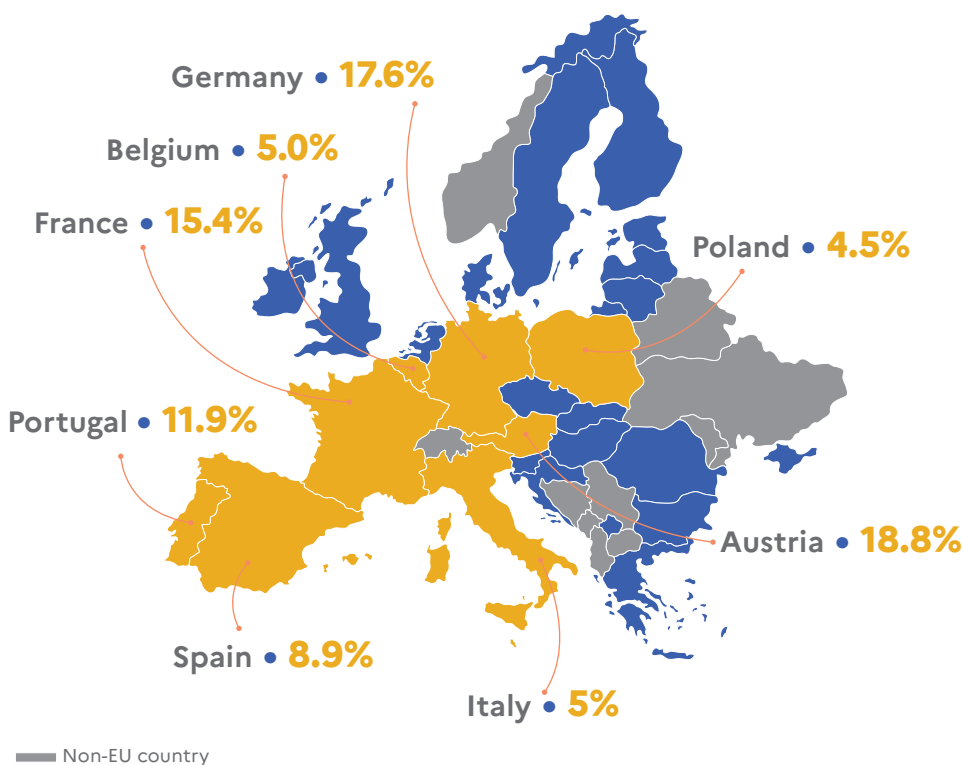 Germany • 17.6%
Belgium • 5.0%
France • 15.4%
Poland • 4.5%
Portugal • 11.9%
Austria • 18.8%
Spain • 8.9%
Italy • 5%
Non-EU country